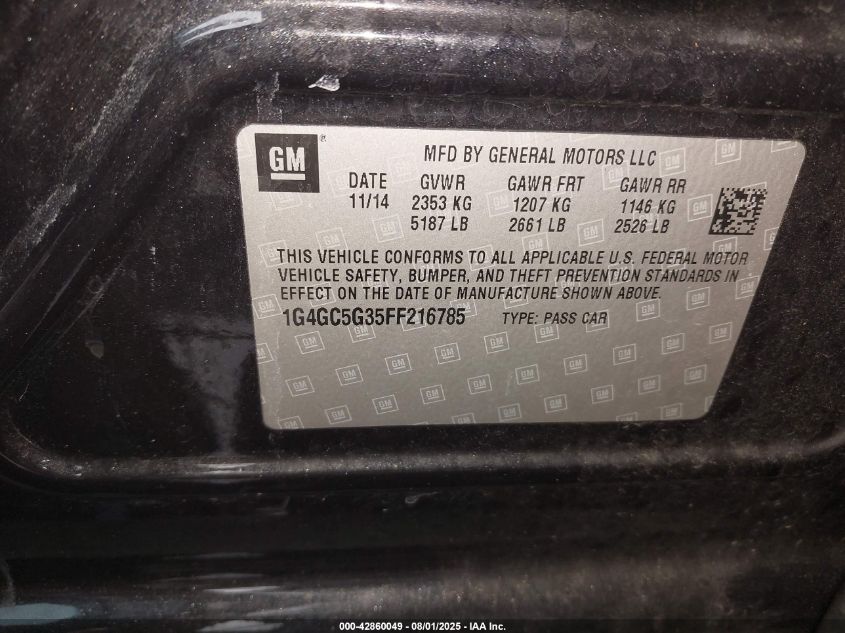 GM ®
MFD BY GENERAL MOTORS LLC
DATE GVWR GAWR FRT GAWR RR
11/14 2353 KG 1207 KG 1146 KG
5187 LB 2661 LB 2526 LB
THIS VEHICLE CONFORMS TO ALL APPLICABLE U.S. FEDERAL MOTOR
VEHICLE SAFETY, BUMPER, AND THEFT PREVENTION STANDARDS IN
EFFECT ON THE DATE OF MANUFACTURE SHOWN ABOVE.
1G4GC5G35FF216785 TYPE: PASS CAR
000-42860049 - 08/01/2025 - IAA Inc.